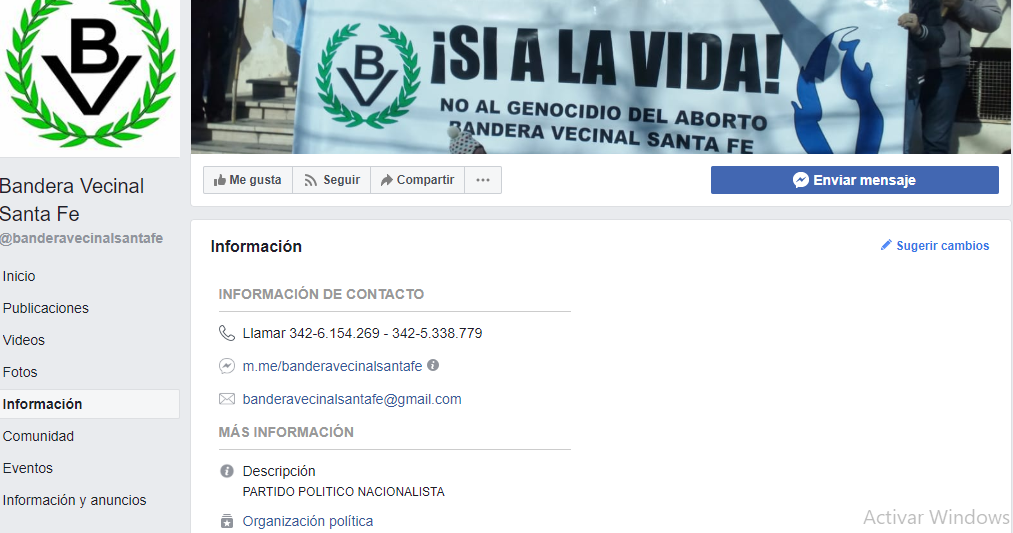 B
V
B
V
¡SI A LA VIDA!
NO AL GENOCIDIO DEL ABORTO
BANDERA VECINAL SANTA FE
Me gusta
Seguir
Compartir
Enviar mensaje
Bandera Vecinal
Santa Fe
@banderavecinalsantafe
Inicio
Publicaciones
Videos
Fotos
Información
Comunidad
Eventos
Información y anuncios
Información
Sugerir cambios
INFORMACIÓN DE CONTACTO
Llamar 342-6.154.269 - 342-5.338.779
m.me/banderavecinalsantafe
banderavecinalsantafe@gmail.com
MÁS INFORMACIÓN
Descripción
PARTIDO POLITICO NACIONALISTA
Organización política
Activar Windows